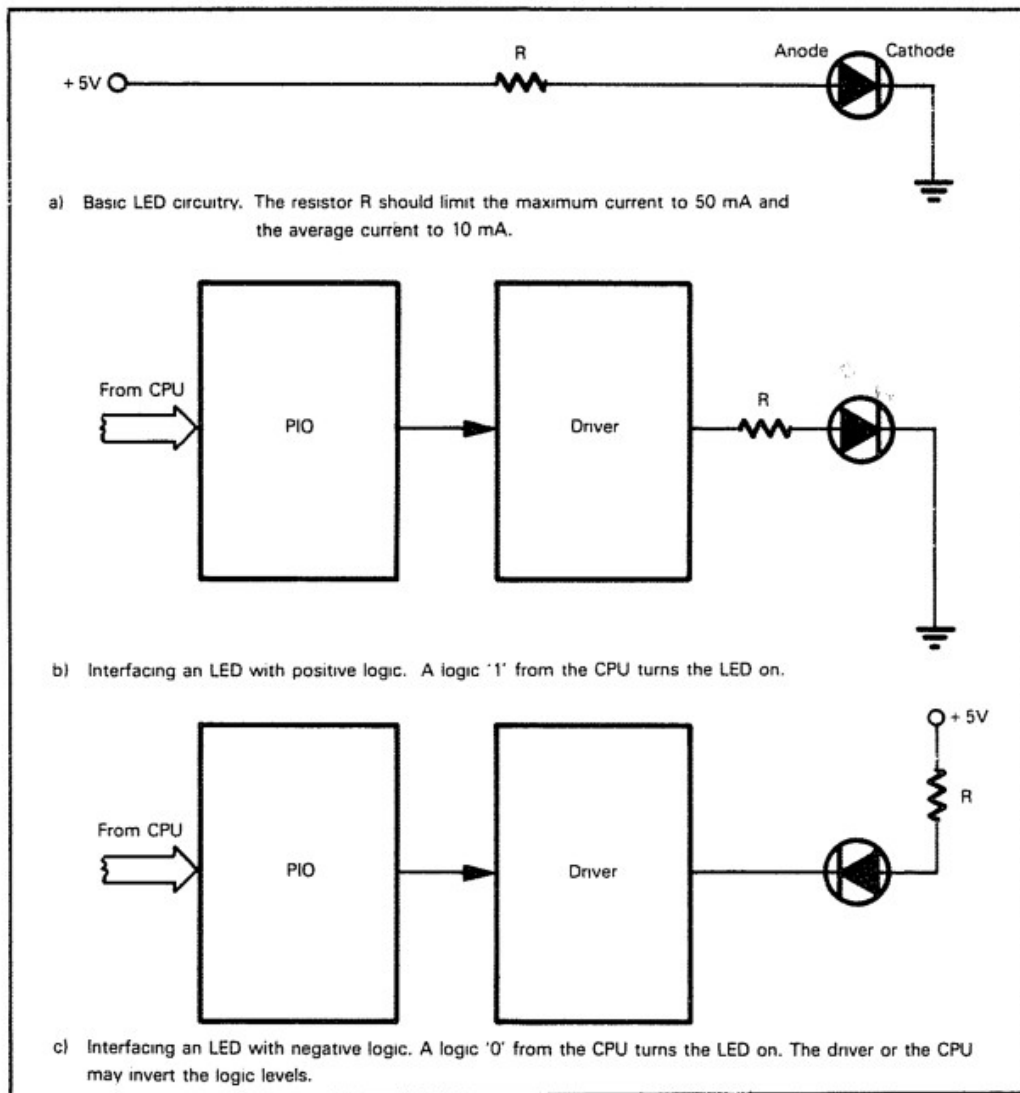 R
Anode Cathode
+ 5V
a) Basic LED circuitry. The resistor R should limit the maximum current to 50 mA and
the average current to 10 mA.
From CPU
PIO
Driver
R
b) Interfacing an LED with positive logic. A logic '1' from the CPU turns the LED on.
+ 5V
R
From CPU
PIO
Driver
c) Interfacing an LED with negative logic. A logic '0' from the CPU turns the LED on. The driver or the CPU
may invert the logic levels.